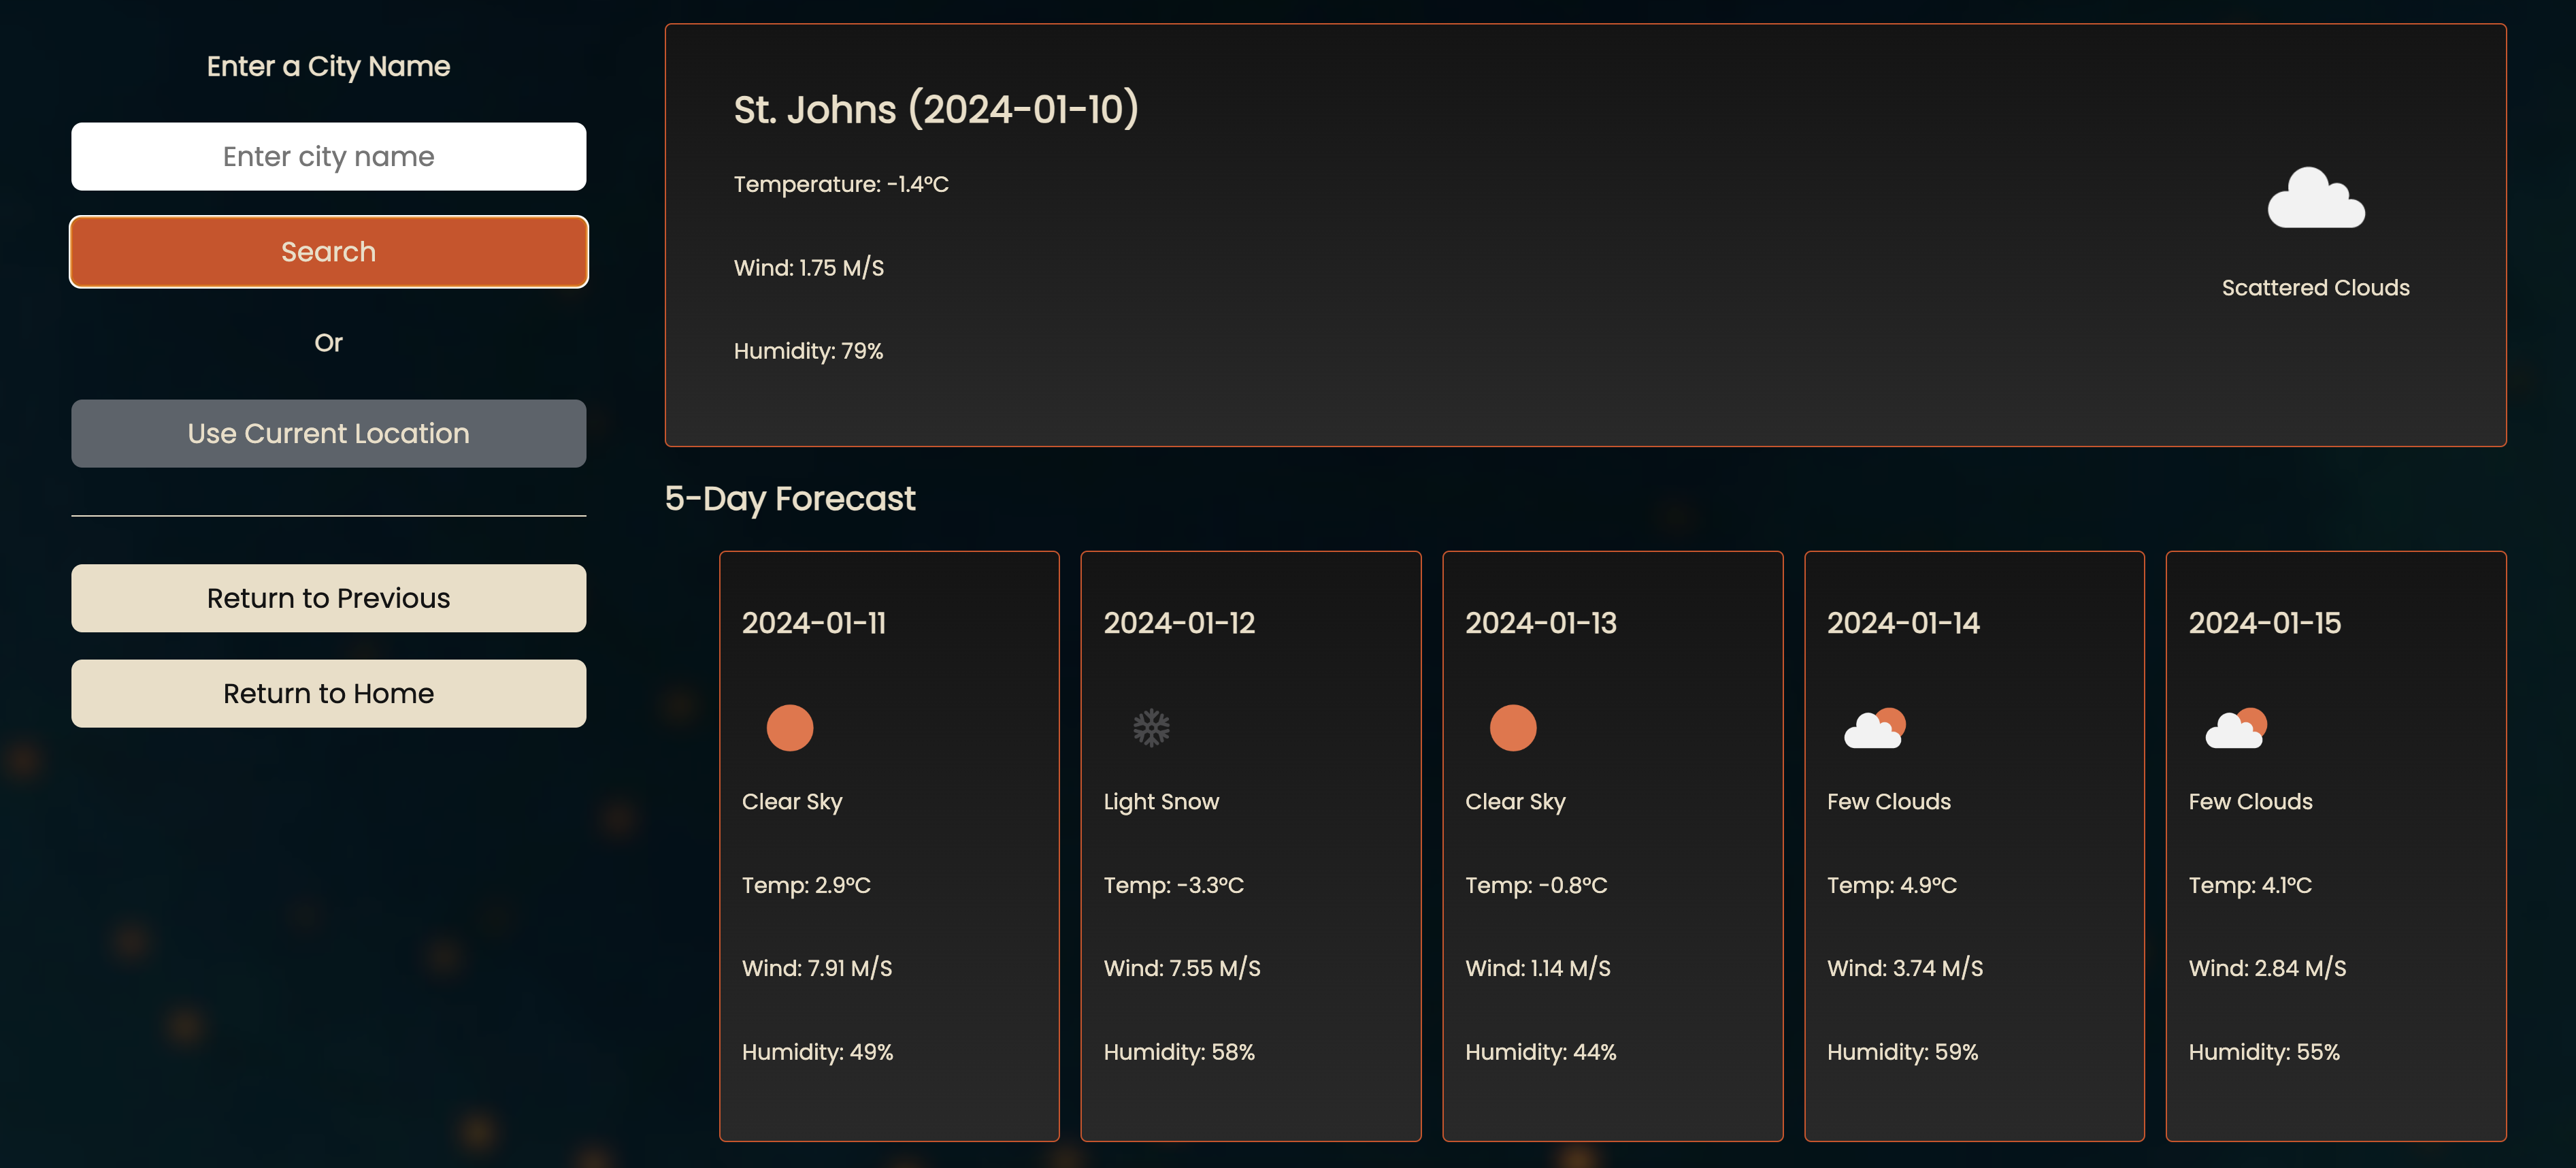 Enter a City Name
Enter city name
Search
Or
Use Current Location
Return to Previous
Return to Home
St. Johns (2024-01-10)
Temperature: -1.4°C
Wind: 1.75 M/S
Humidity: 79%
Scattered Clouds
5-Day Forecast
2024-01-11
Clear Sky
Temp: 2.9°C
Wind: 7.91 M/S
Humidity: 49%
2024-01-12
Light Snow
Temp: -3.3°C
Wind: 7.55 M/S
Humidity: 58%
2024-01-13
Clear Sky
Temp: -0.8°C
Wind: 1.14 M/S
Humidity: 44%
2024-01-14
Few Clouds
Temp: 4.9°C
Wind: 3.74 M/S
Humidity: 59%
2024-01-15
Few Clouds
Temp: 4.1°C
Wind: 2.84 M/S
Humidity: 55%